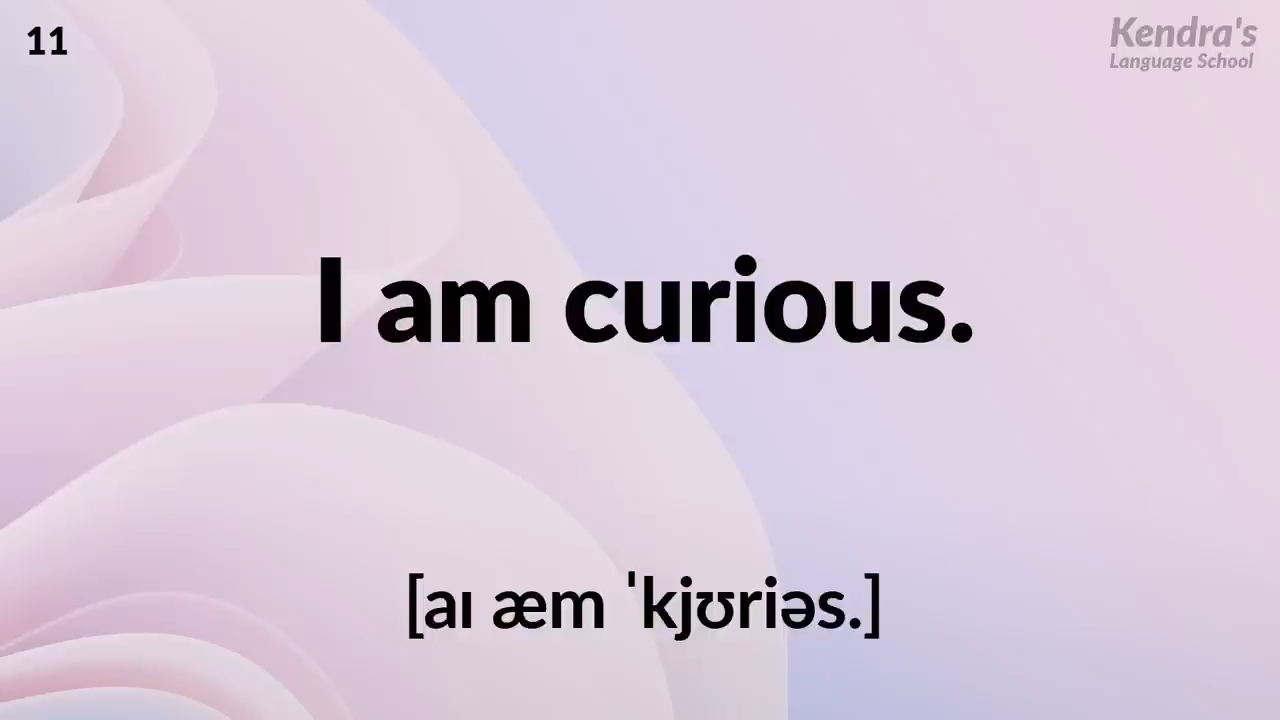 11
Kendra's
Language School
I am curious.
[aɪ æm ˈkjʊriəs.]